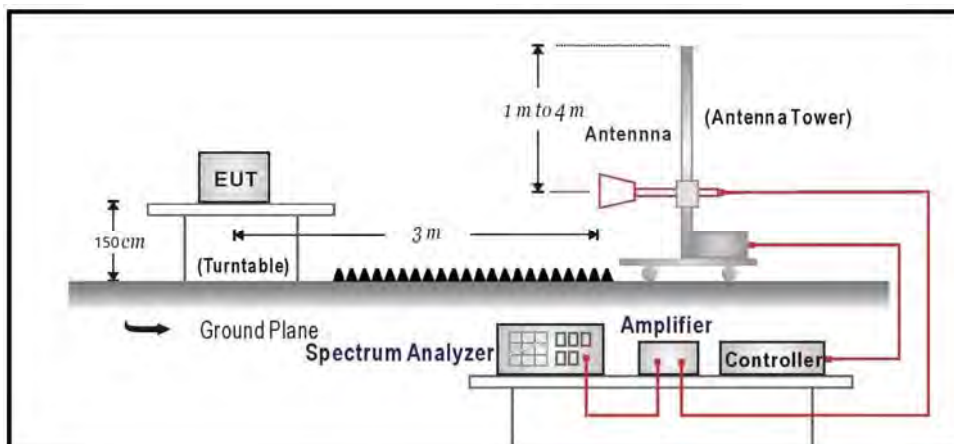 1 m to 4 m
Antennna
(Antenna Tower)
EUT
150cm
3 m
(Turntable)
Ground Plane
Spectrum Analyzer
Amplifier
Controller